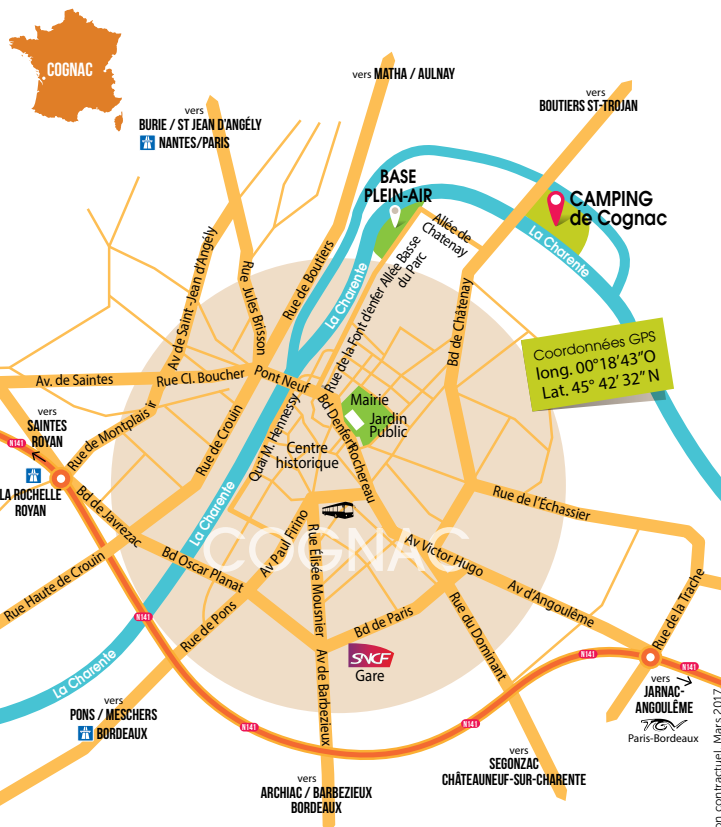 COGNAC
vers MATHA / AULNAY
vers
BOUTIERS ST-TROJAN
vers
BURIE / ST JEAN D'ANGÉLY
NANTES/PARIS
BASE
PLEIN-AIR
CAMPING
de Cognac
Allée de
Chatenay
La Charente
Allée Basse
du Parc
Rue de la Font d'enfer
La Charente
Rue de Boutiers
Rue Jules Brisson
Av de Saint -Jean d'Angely
Bd de Châtenay
Coordonnées GPS
long. 00°18'43"O
Lat. 45° 42' 32" N
Av. de Saintes
Rue Cl. Boucher
Pont Neuf
Mairie
Jardin
Public
Bd Denfert Rochereau
Quai M. Hennessy
Centre
historique
vers
SAINTES
ROYAN
N141
LA ROCHELLE
ROYAN
Rue de Montplaisir
Rue de Crouin
Bd de Javrezac
La Charente
Rue de l'Échassier
COGNAC
Av Paul Firino
Rue Élisée Mousnier
Av Victor Hugo
Av d'Angoulême
Rue de la Trache
Bd Oscar Planat
Rue Haute de Crouin
Rue de Pons
Bd de Paris
Rue du Dominant
N141
SNCF
Gare
Av de Barbezieux
La Charente
N141
N141
vers
JARNAC-
ANGOULÊME
TGV
Paris-Bordeaux
vers
PONS / MESCHERS
BORDEAUX
N141
N141
vers
SEGONZAC
CHÂTEAUNEUF-SUR-CHARENTE
vers
ARCHIAC / BARBEZIEUX
BORDEAUX
on contractuel. Mars 2017